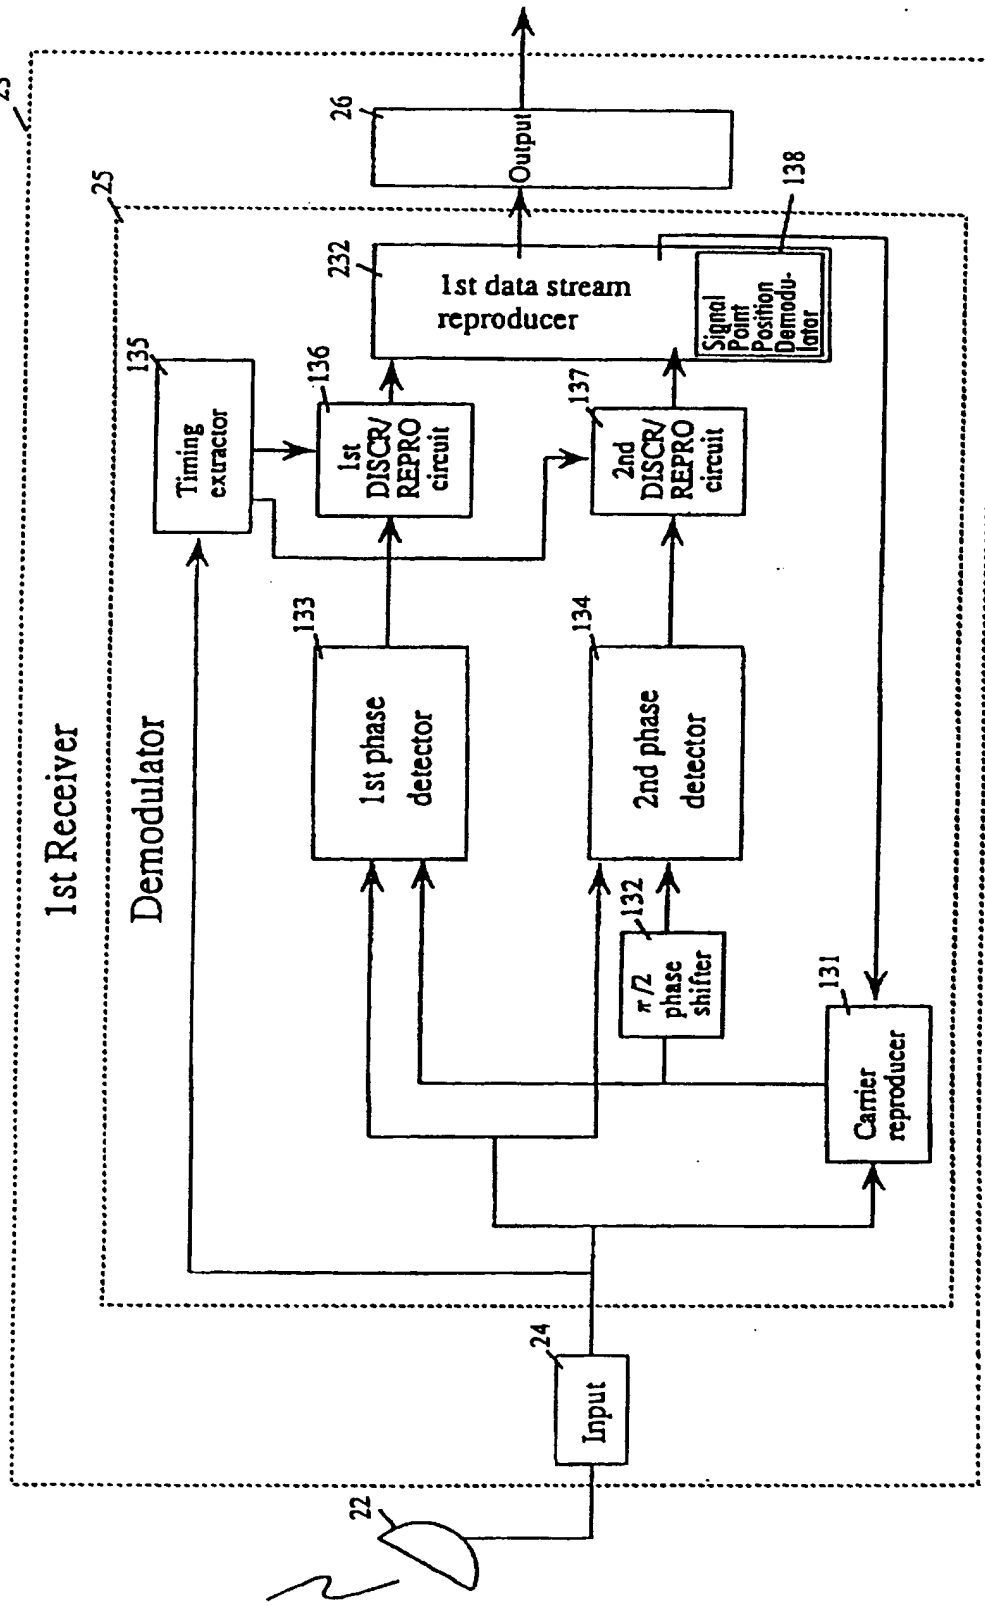 1st Receiver
25
Demodulator
22
24
Input
131
Carrier
reproducer
132
π/2
phase
shifter
133
1st phase
detector
134
2nd phase
detector
135
Timing
extractor
136
1st
DISCR/
REPRO
circuit
137
2nd
DISCR/
REPRO
circuit
232
1st data stream
reproducer
138
Signal
Point
Position
Demodu-
lator
26
Output